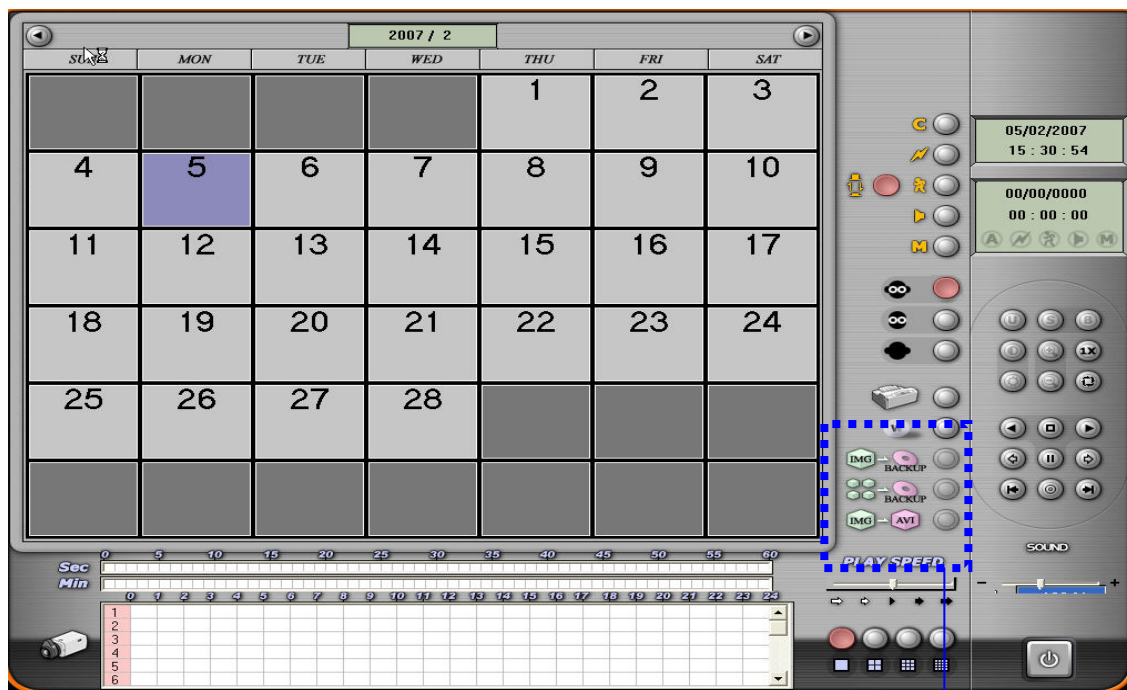 2007 / 2
SUN MON TUE WED THU FRI SAT
1 2 3
4 5 6 7 8 9 10
11 12 13 14 15 16 17
18 19 20 21 22 23 24
25 26 27 28
C
M
05/02/2007
15 : 30 : 54
00/00/0000
00 : 00 : 00
A M
U S B
1X
IMG BACKUP
BACKUP
IMG AVI
SOUND
PLAY SPEED
- +
0 5 10 15 20 25 30 35 40 45 50 55 60
Sec
Min
0 1 2 3 4 5 6 7 8 9 10 11 12 13 14 15 16 17 18 19 20 21 22 23 24
1
2
3
4
5
6